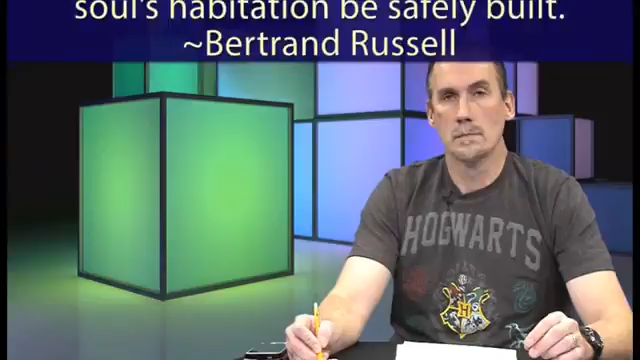 soul's habitation be safely built.
~Bertrand Russell
HOGWARTS
H